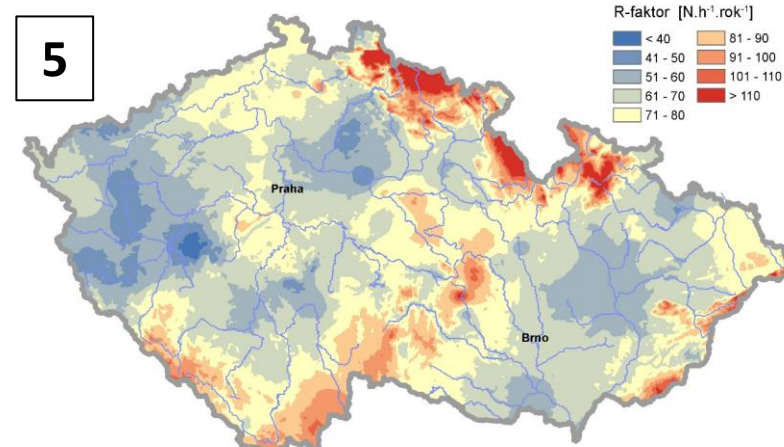 5
R-faktor [N.h⁻¹.rok⁻¹]
< 40
41 - 50
51 - 60
61 - 70
71 - 80
81 - 90
91 - 100
101 - 110
> 110
Praha
Brno